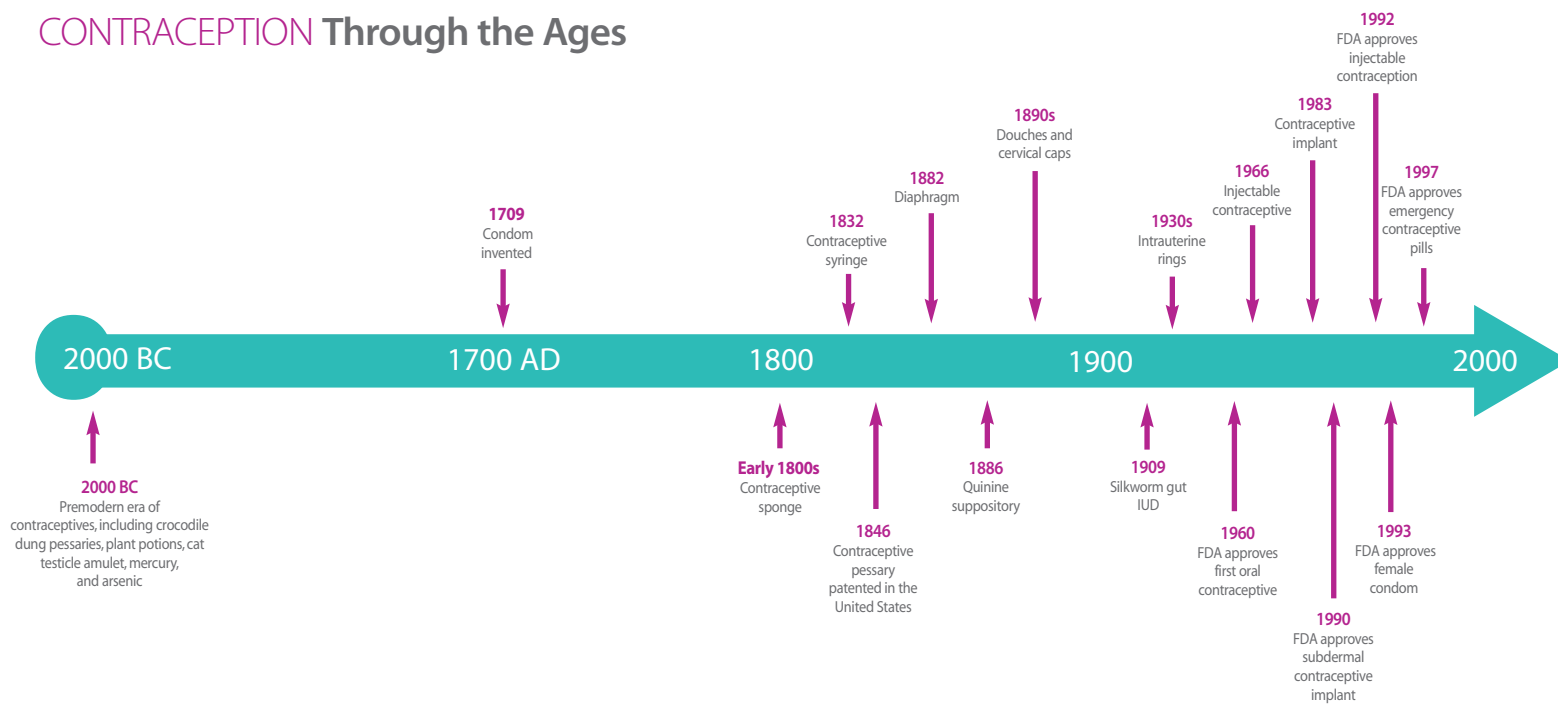 CONTRACEPTION Through the Ages
1992
FDA approves
injectable
contraception
1983
Contraceptive
implant
1890s
Douches and
cervical caps
1966
Injectable
contraceptive
1997
FDA approves
emergency
contraceptive
pills
1882
Diaphragm
1709
Condom
invented
1832
Contraceptive
syringe
1930s
Intrauterine
rings
2000 BC
1700 AD
1800
1900
2000
2000 BC
Premodern era of
contraceptives, including crocodile
dung pessaries, plant potions, cat
testicle amulet, mercury,
and arsenic
Early 1800s
Contraceptive
sponge
1846
Contraceptive
pessary
patented in the
United States
1886
Quinine
suppository
1909
Silkworm gut
IUD
1960
FDA approves
first oral
contraceptive
1990
FDA approves
subdermal
contraceptive
implant
1993
FDA approves
female
condom